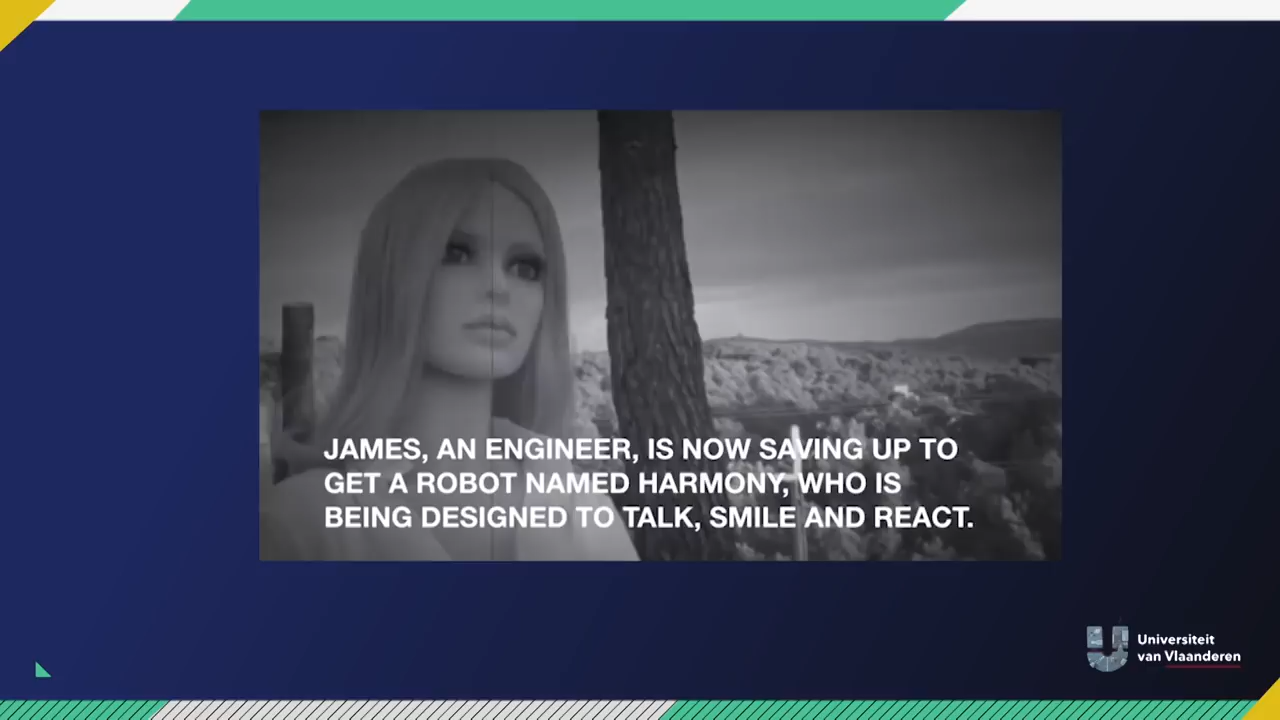 JAMES, AN ENGINEER, IS NOW SAVING UP TO
GET A ROBOT NAMED HARMONY, WHO IS
BEING DESIGNED TO TALK, SMILE AND REACT.
Universiteit
van Vlaanderen